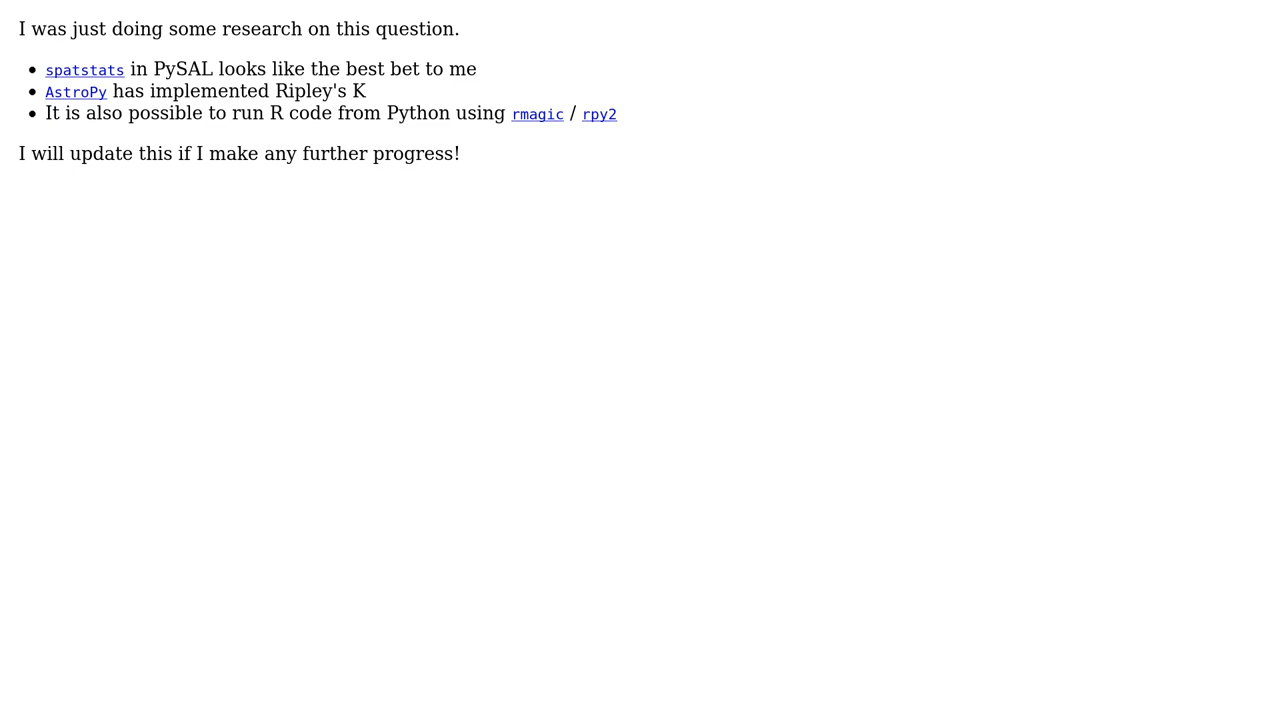 I was just doing some research on this question.
spatstats in PySAL looks like the best bet to me
AstroPy has implemented Ripley's K
It is also possible to run R code from Python using rmagic / rpy2
I will update this if I make any further progress!